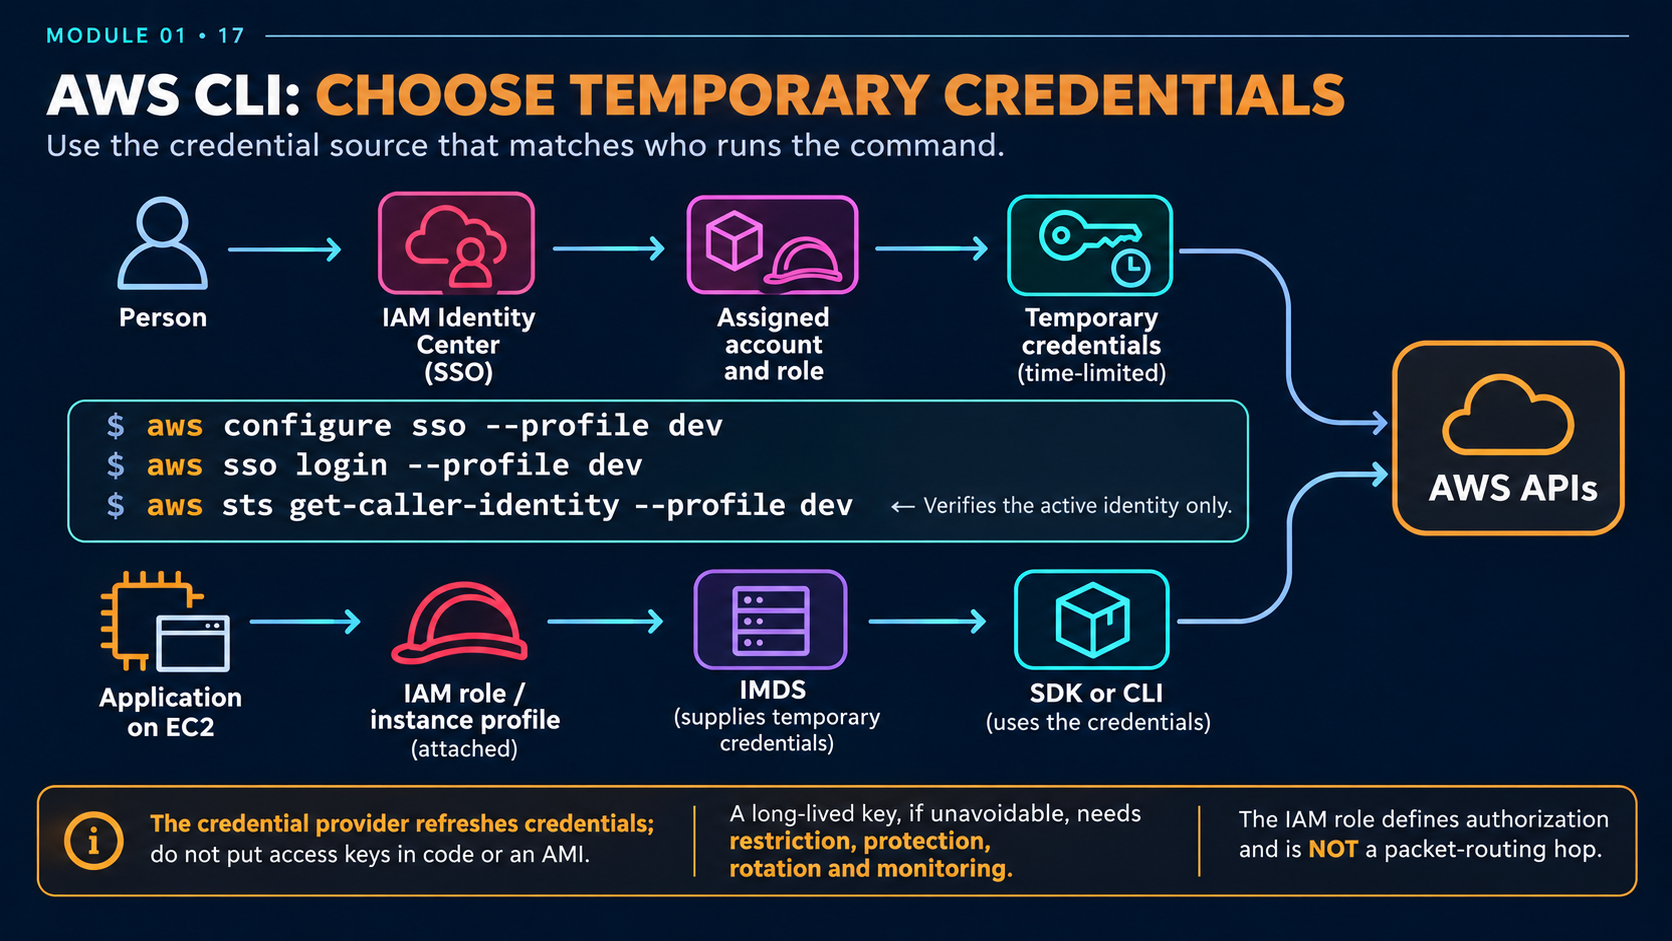 MODULE 01 • 17
AWS CLI: CHOOSE TEMPORARY CREDENTIALS
Use the credential source that matches who runs the command.
Person
IAM Identity
Center
(SSO)
Assigned
account
and role
Temporary
credentials
(time-limited)
$ aws configure sso --profile dev
$ aws sso login --profile dev
$ aws sts get-caller-identity --profile dev ← Verifies the active identity only.
AWS APIs
Application
on EC2
IAM role /
instance profile
(attached)
IMDS
(supplies temporary
credentials)
SDK or CLI
(uses the credentials)
The credential provider refreshes credentials;
do not put access keys in code or an AMI.
A long-lived key, if unavoidable, needs
restriction, protection,
rotation and monitoring.
The IAM role defines authorization
and is NOT a packet-routing hop.